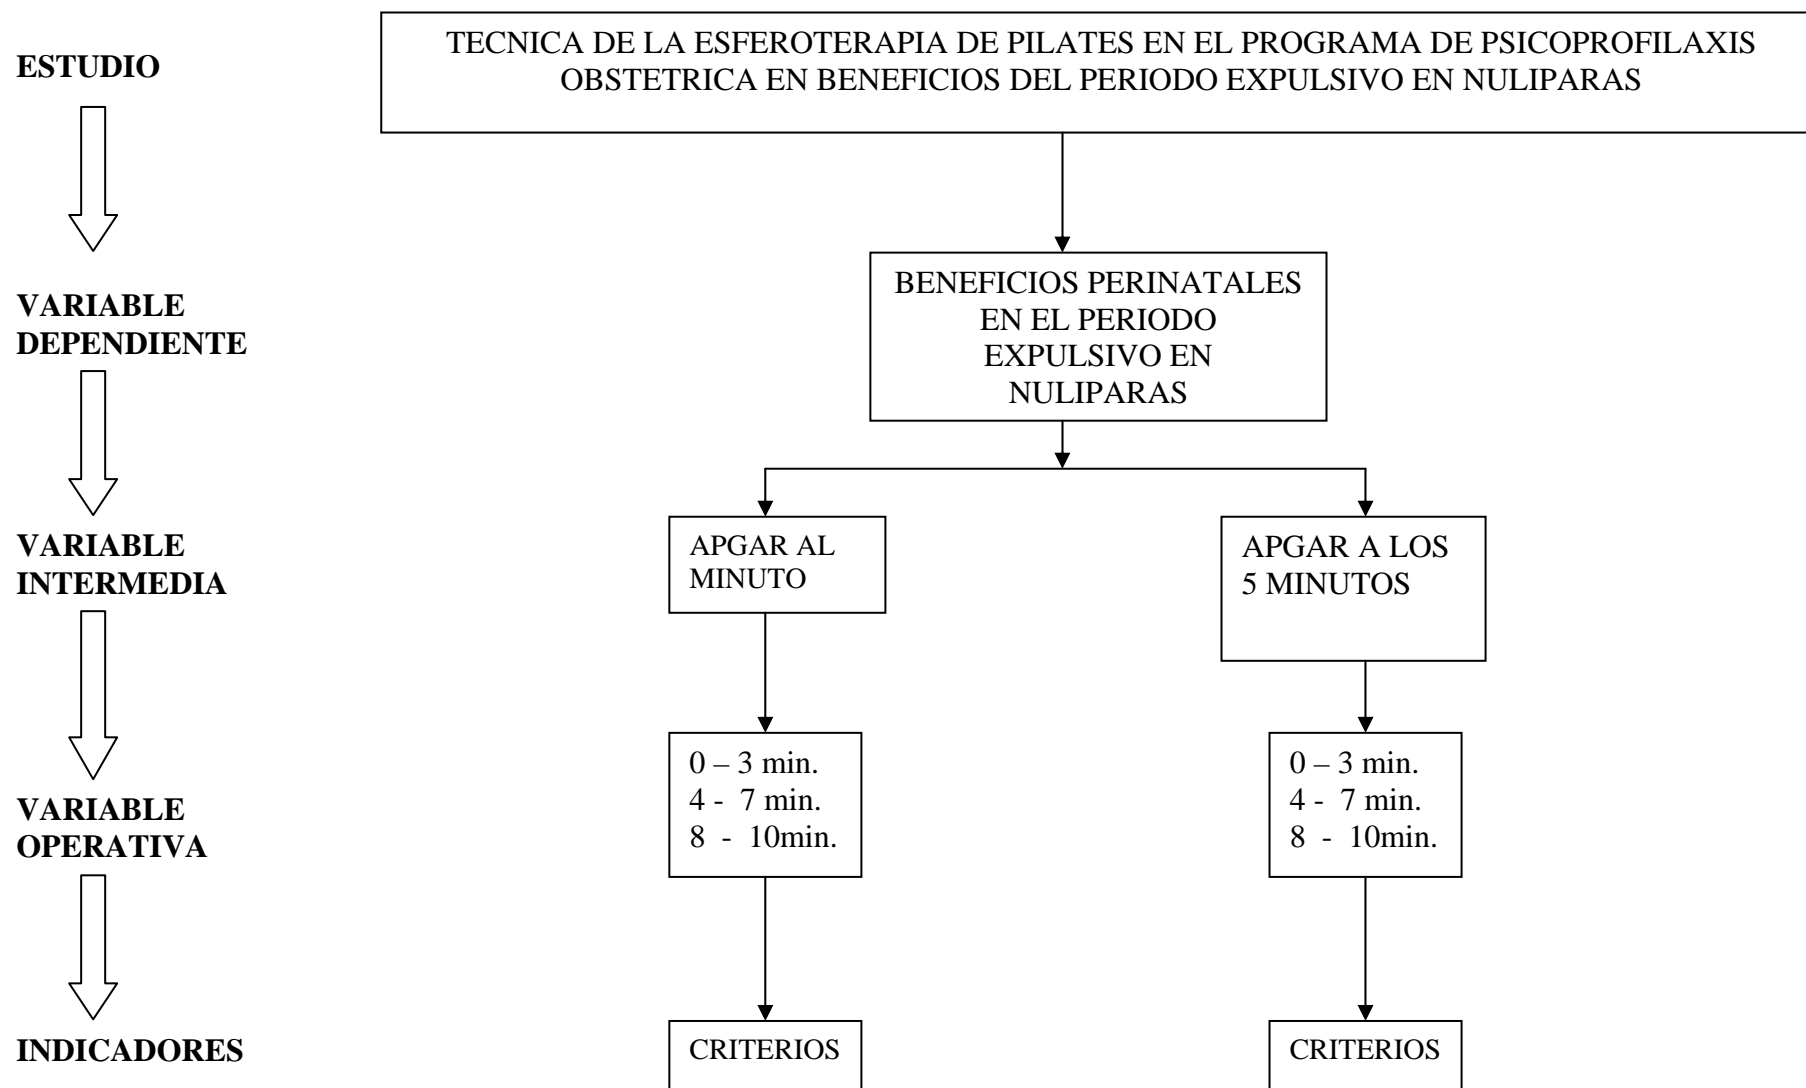 ESTUDIO
TECNICA DE LA ESFEROTERAPIA DE PILATES EN EL PROGRAMA DE PSICOPROFILAXIS
OBSTETRICA EN BENEFICIOS DEL PERIODO EXPULSIVO EN NULIPARAS
VARIABLE
DEPENDIENTE
BENEFICIOS PERINATALES
EN EL PERIODO
EXPULSIVO EN
NULIPARAS
VARIABLE
INTERMEDIA
APGAR AL
MINUTO
APGAR A LOS
5 MINUTOS
VARIABLE
OPERATIVA
0 – 3 min.
4 -  7 min.
8  -  10min.
0 – 3 min.
4 -  7 min.
8  -  10min.
INDICADORES
CRITERIOS
CRITERIOS